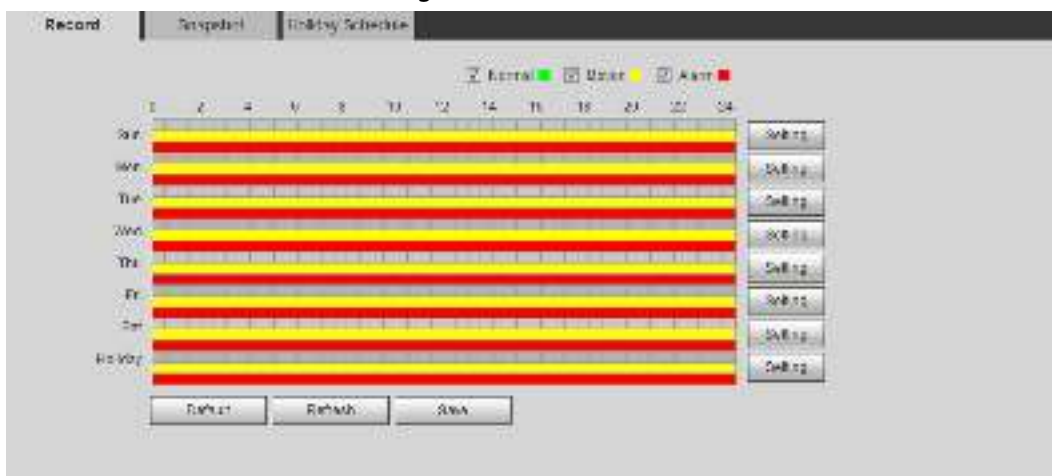 Record Snapshot Holiday Schedule
Normal Motion Alarm
0 2 4 6 8 10 12 14 16 18 20 22 24
Sun Setting
Mon Setting
Tue Setting
Wed Setting
Thu Setting
Fri Setting
Sat Setting
Holiday Setting
Default Refresh Save